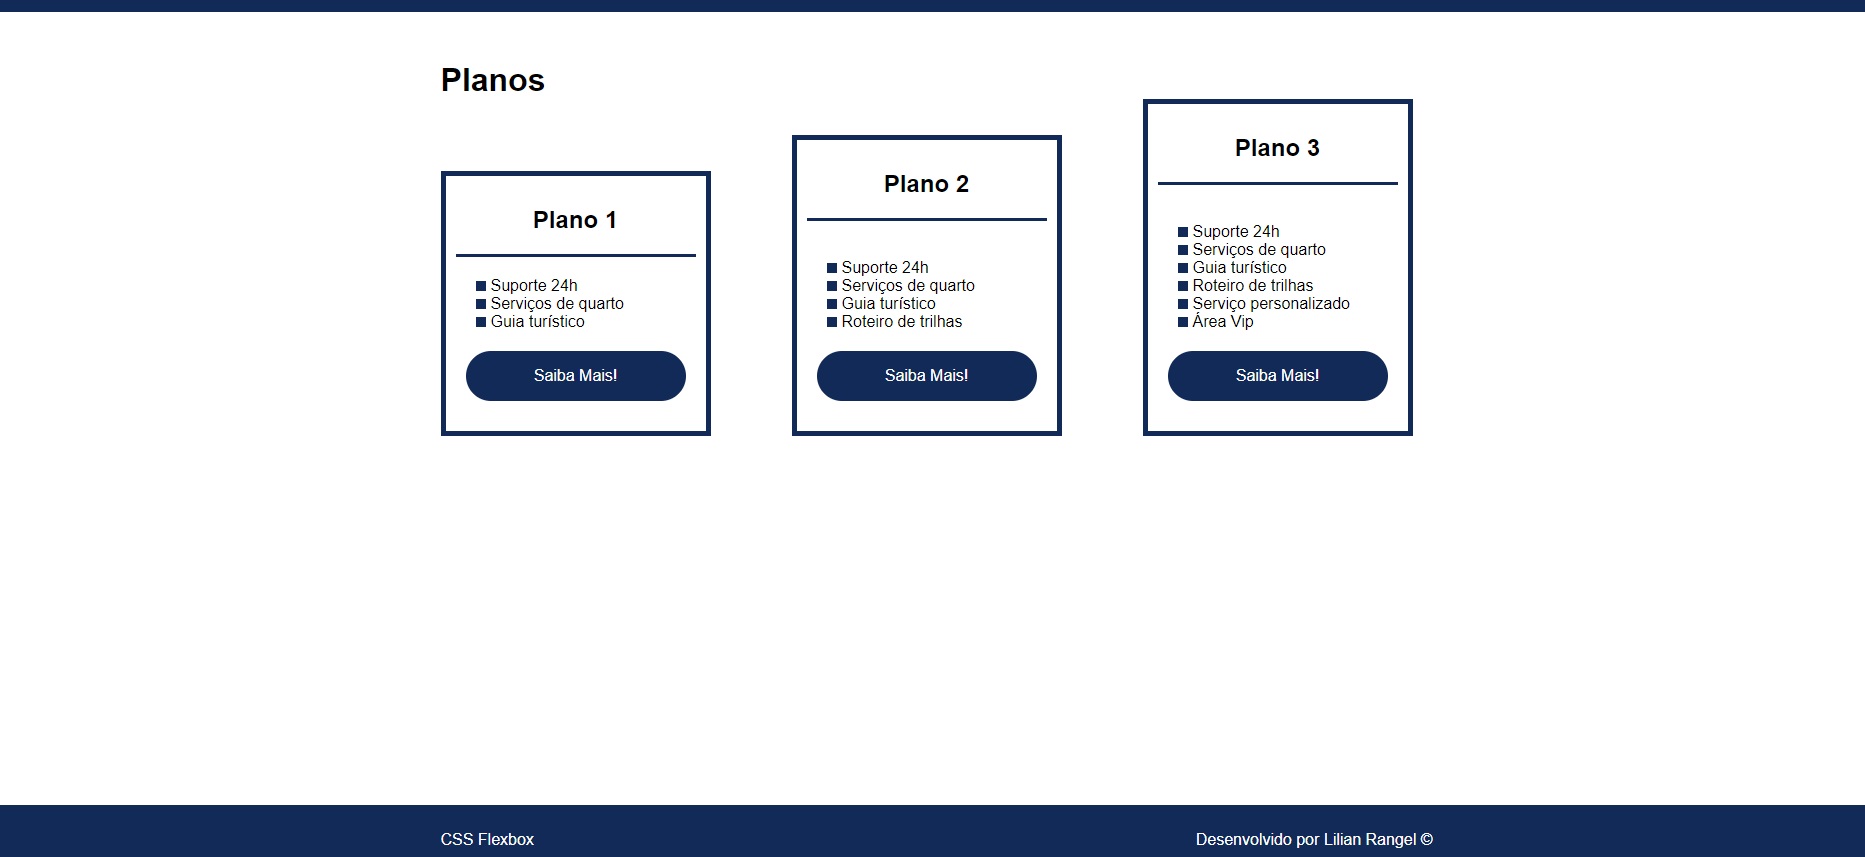 Planos
Plano 1
Suporte 24h
Serviços de quarto
Guia turístico
Saiba Mais!
Plano 2
Suporte 24h
Serviços de quarto
Guia turístico
Roteiro de trilhas
Saiba Mais!
Plano 3
Suporte 24h
Serviços de quarto
Guia turístico
Roteiro de trilhas
Serviço personalizado
Área Vip
Saiba Mais!
CSS Flexbox
Desenvolvido por Lilian Rangel ©